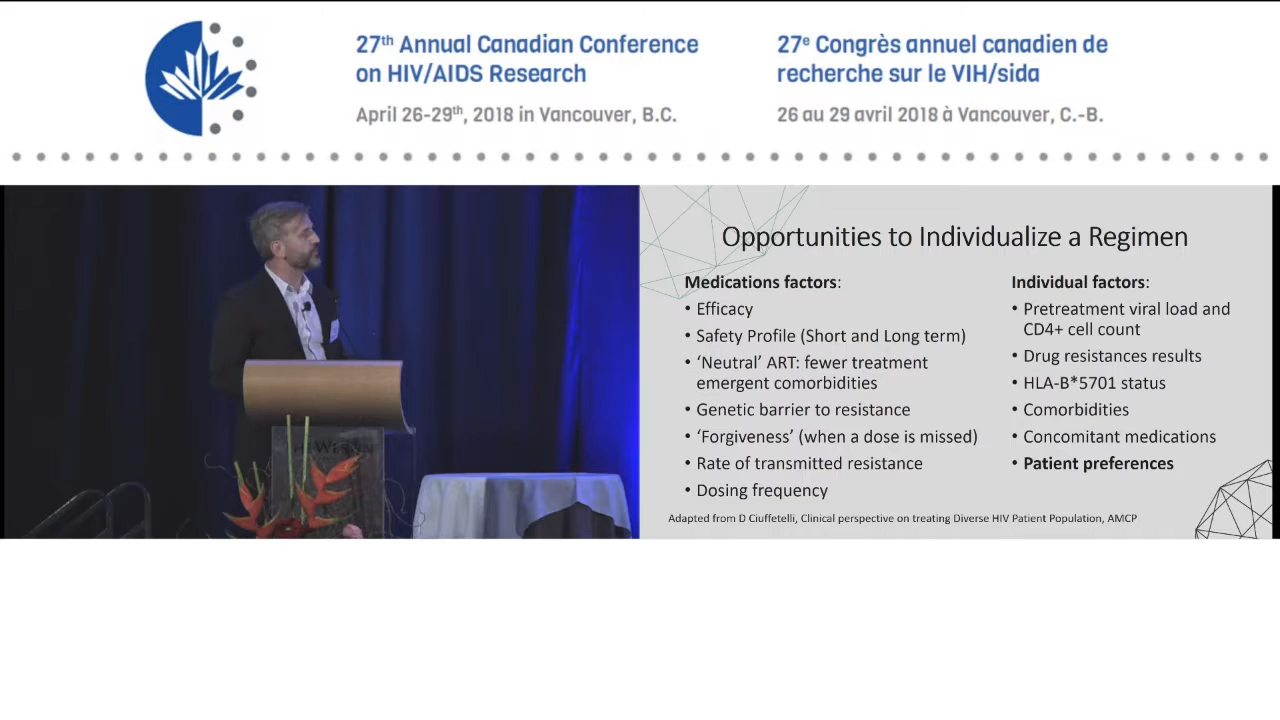 27th Annual Canadian Conference
on HIV/AIDS Research
April 26-29th, 2018 in Vancouver, B.C.
27e Congrès annuel canadien de
recherche sur le VIH/sida
26 au 29 avril 2018 à Vancouver, C.-B.
Opportunities to Individualize a Regimen
Medications factors:
• Efficacy
• Safety Profile (Short and Long term)
• ‘Neutral’ ART: fewer treatment
emergent comorbidities
• Genetic barrier to resistance
• ‘Forgiveness’ (when a dose is missed)
• Rate of transmitted resistance
• Dosing frequency
Individual factors:
• Pretreatment viral load and
CD4+ cell count
• Drug resistances results
• HLA-B*5701 status
• Comorbidities
• Concomitant medications
• Patient preferences
Adapted from D Ciuffetelli, Clinical perspective on treating Diverse HIV Patient Population, AMCP